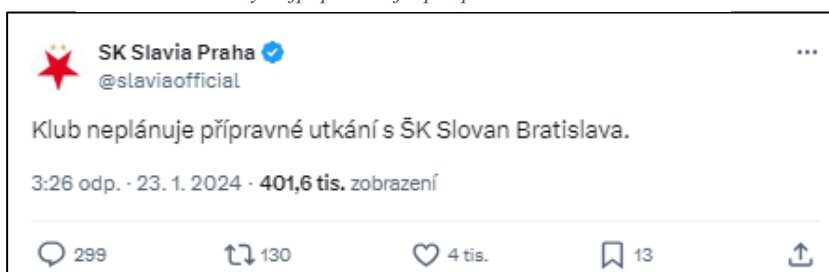 SK Slavia Praha
@slaviaofficial
Klub neplánuje přípravné utkání s ŠK Slovan Bratislava.
3:26 odp. · 23. 1. 2024 · 401,6 tis. zobrazení
299 130 4 tis. 13